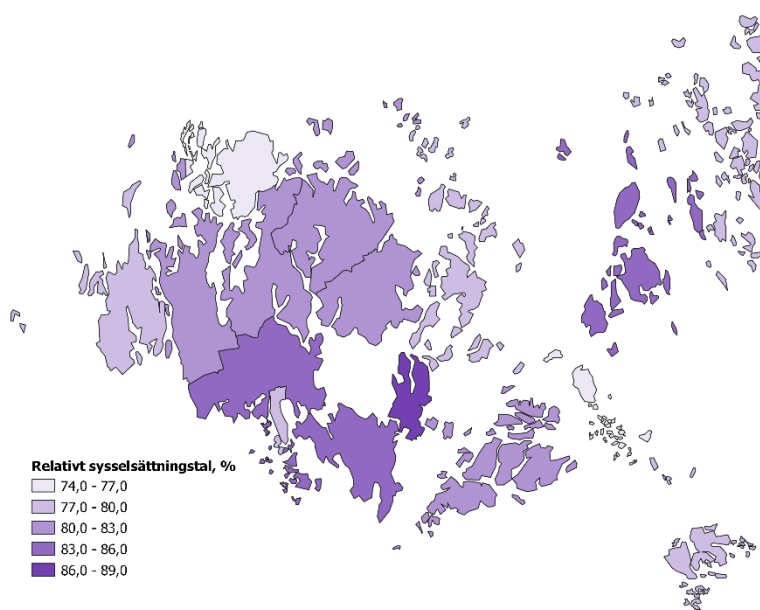 Relativt sysselsättningstal, %
74,0 - 77,0
77,0 - 80,0
80,0 - 83,0
83,0 - 86,0
86,0 - 89,0